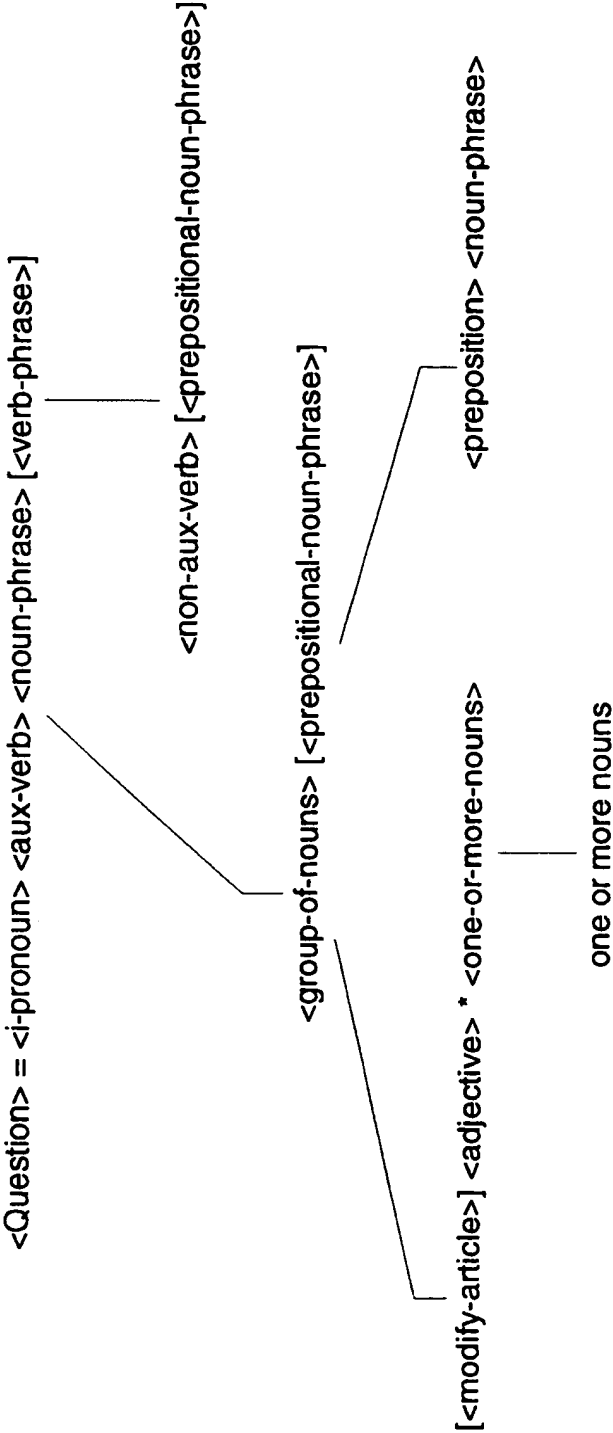 <Question> = <i-pronoun> <aux-verb> <noun-phrase> [<verb-phrase>]
<non-aux-verb> [<prepositional-noun-phrase>]
<group-of-nouns> [<prepositional-noun-phrase>]
[<modify-article>] <adjective> * <one-or-more-nouns>
<preposition> <noun-phrase>
one or more nouns